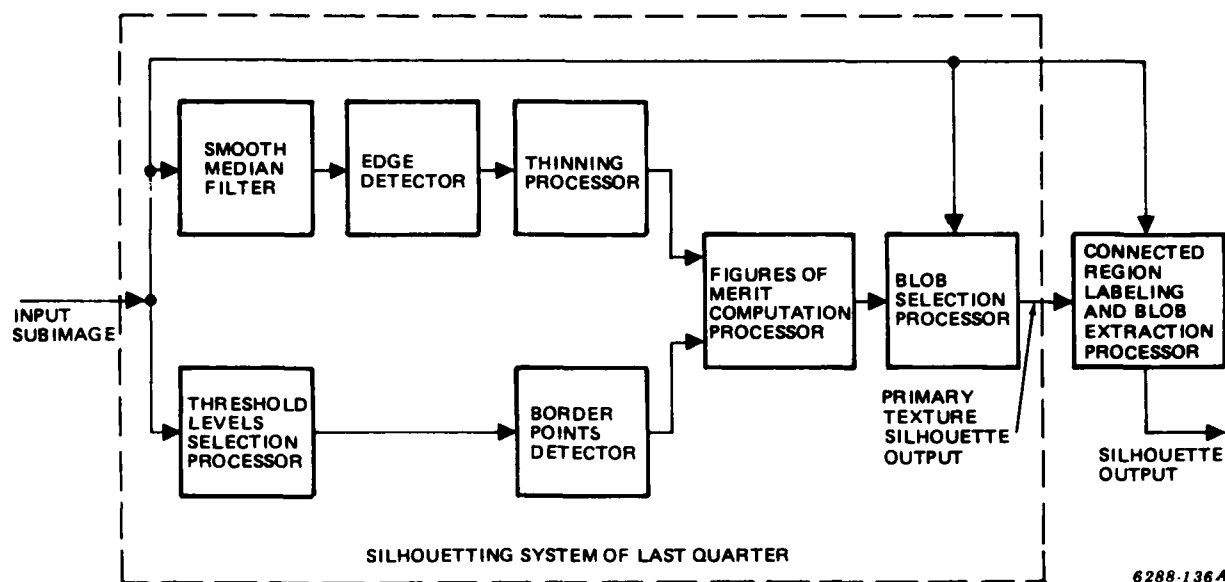 SMOOTH
MEDIAN
FILTER
EDGE
DETECTOR
THINNING
PROCESSOR
INPUT
SUBIMAGE
FIGURES OF
MERIT
COMPUTATION
PROCESSOR
BLOB
SELECTION
PROCESSOR
CONNECTED
REGION
LABELING
AND BLOB
EXTRACTION
PROCESSOR
THRESHOLD
LEVELS
SELECTION
PROCESSOR
BORDER
POINTS
DETECTOR
PRIMARY
TEXTURE
SILHOUETTE
OUTPUT
SILHOUETTE
OUTPUT
SILHOUETTING SYSTEM OF LAST QUARTER
6288-136A